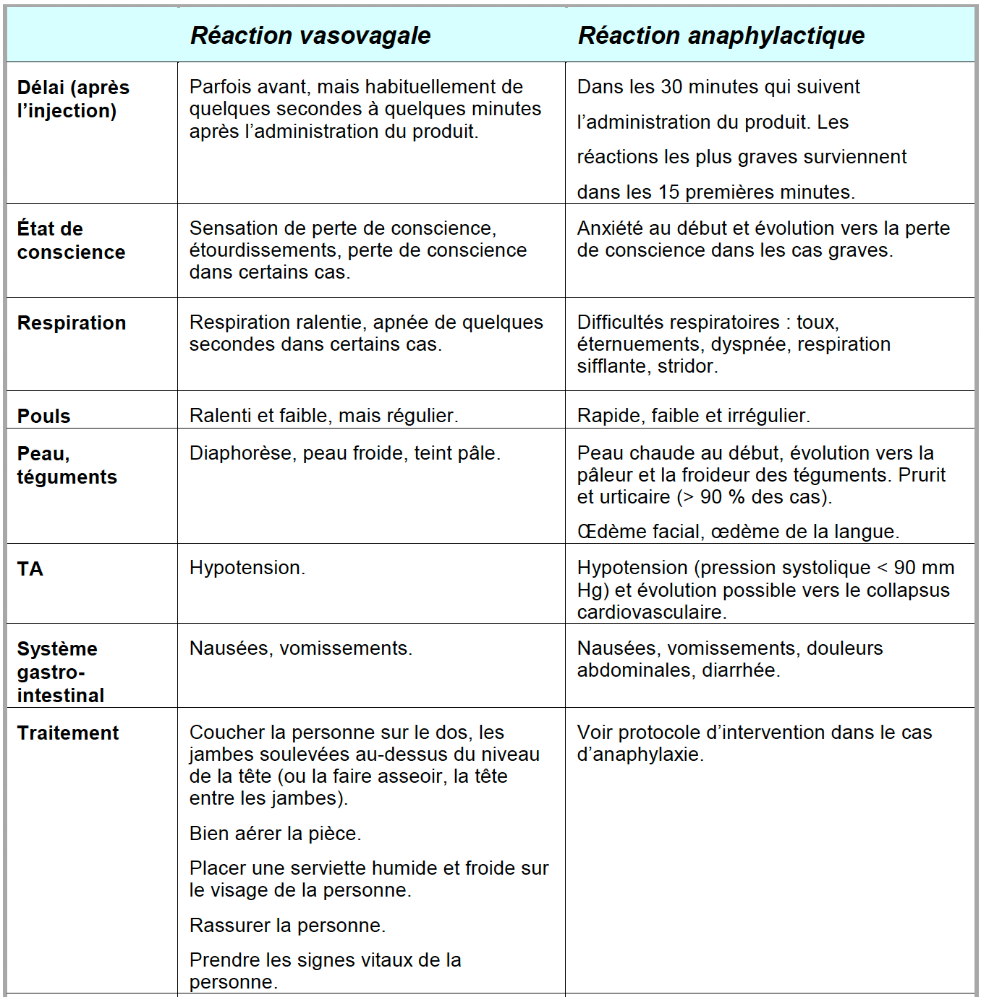 Réaction vasovagale
Réaction anaphylactique
Délai (après
l’injection)
Parfois avant, mais habituellement de
quelques secondes à quelques minutes
après l’administration du produit.
Dans les 30 minutes qui suivent
l’administration du produit. Les
réactions les plus graves surviennent
dans les 15 premières minutes.
État de
conscience
Sensation de perte de conscience,
étourdissements, perte de conscience
dans certains cas.
Anxiété au début et évolution vers la perte
de conscience dans les cas graves.
Respiration
Respiration ralentie, apnée de quelques
secondes dans certains cas.
Difficultés respiratoires : toux,
éternuements, dyspnée, respiration
sifflante, stridor.
Pouls
Ralenti et faible, mais régulier.
Rapide, faible et irrégulier.
Peau,
téguments
Diaphorèse, peau froide, teint pâle.
Peau chaude au début, évolution vers la
pâleur et la froideur des téguments. Prurit
et urticaire (> 90 % des cas).
Œdème facial, œdème de la langue.
TA
Hypotension.
Hypotension (pression systolique < 90 mm
Hg) et évolution possible vers le collapsus
cardiovasculaire.
Système
gastro-
intestinal
Nausées, vomissements.
Nausées, vomissements, douleurs
abdominales, diarrhée.
Traitement
Coucher la personne sur le dos, les
jambes soulevées au-dessus du niveau
de la tête (ou la faire asseoir, la tête
entre les jambes).
Bien aérer la pièce.
Placer une serviette humide et froide sur
le visage de la personne.
Rassurer la personne.
Prendre les signes vitaux de la
personne.
Voir protocole d’intervention dans le cas
d’anaphylaxie.